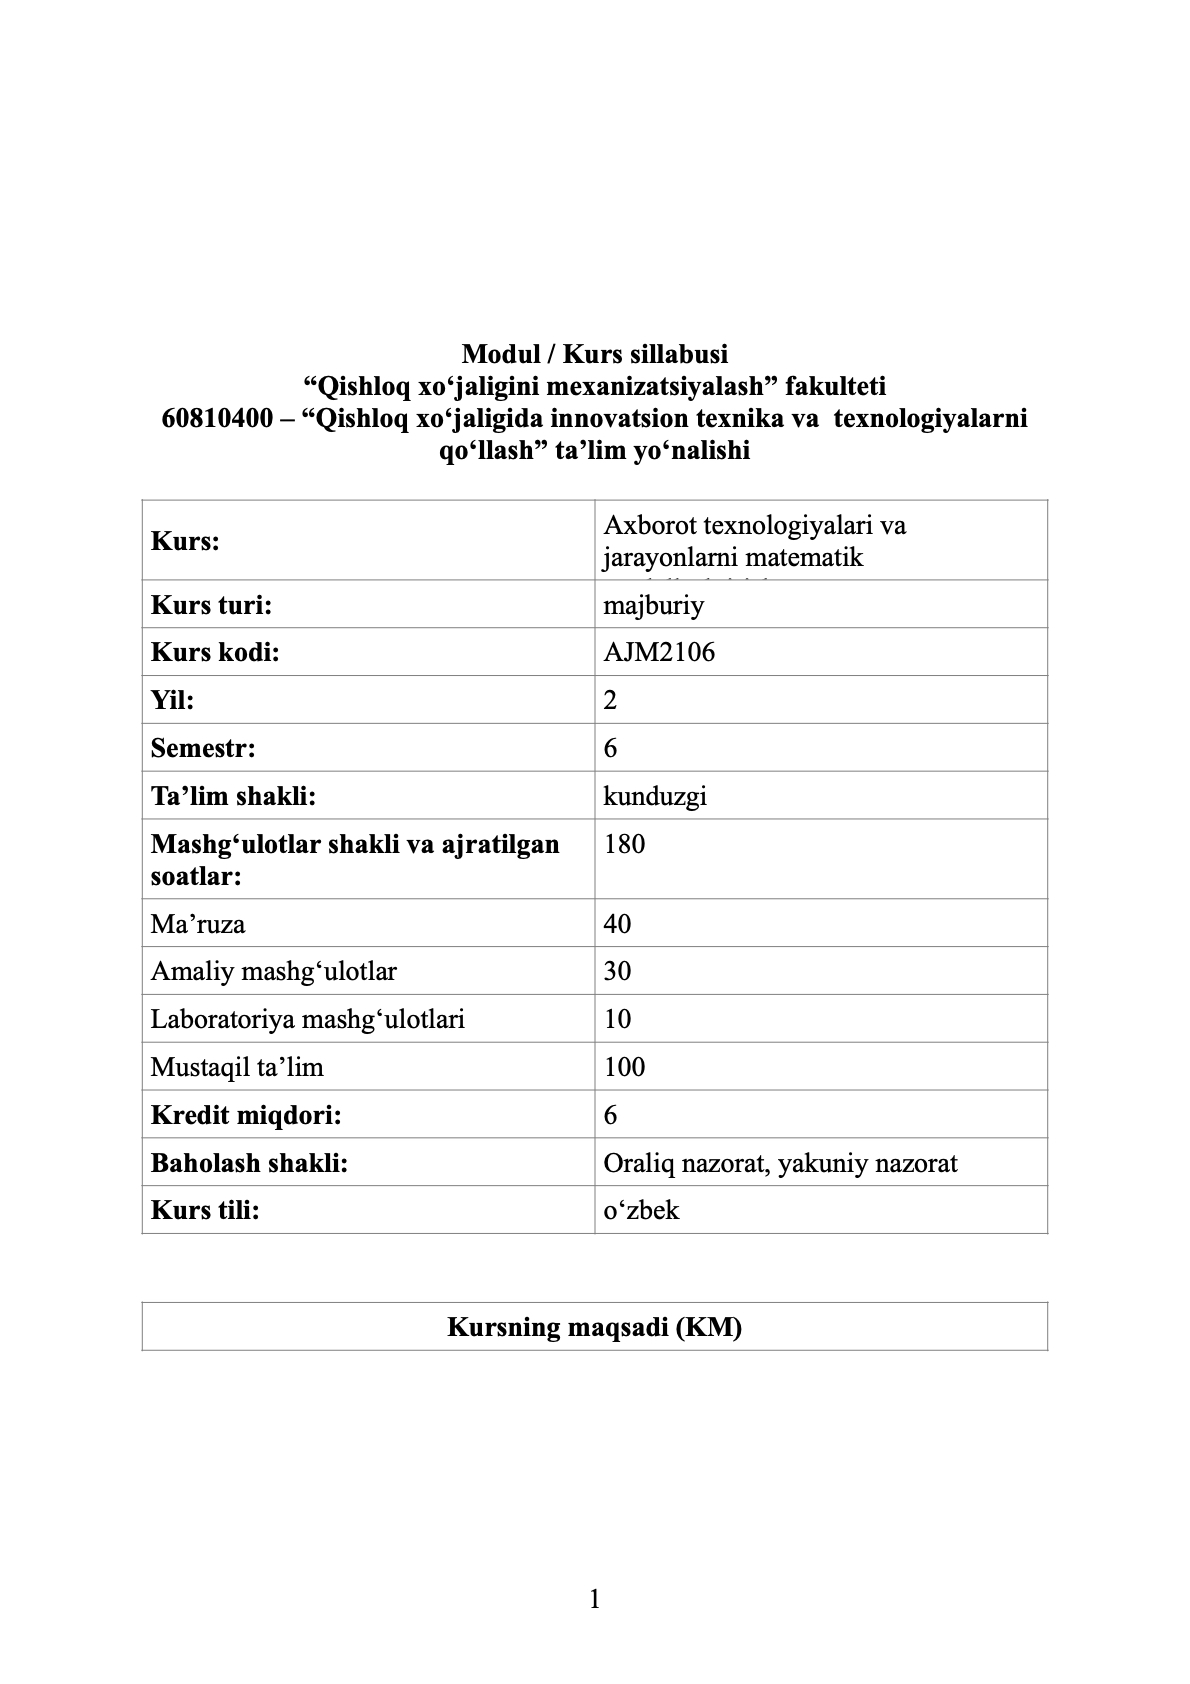 Modul / Kurs sillabusi
“Qishloq xo‘jaligini mexanizatsiyalash” fakulteti
60810400 – “Qishloq xo‘jaligida innovatsion texnika va texnologiyalarni
qo‘llash” ta’lim yo‘nalishi
Kurs:
Axborot texnologiyalari va
jarayonlarni matematik
Kurs turi: majburiy
Kurs kodi: AJM2106
Yil: 2
Semestr: 6
Ta’lim shakli: kunduzgi
Mashg‘ulotlar shakli va ajratilgan 180
soatlar:
Ma’ruza 40
Amaliy mashg‘ulotlar 30
Laboratoriya mashg‘ulotlari 10
Mustaqil ta’lim 100
Kredit miqdori: 6
Baholash shakli: Oraliq nazorat, yakuniy nazorat
Kurs tili: o‘zbek
Kursning maqsadi (KM)
1